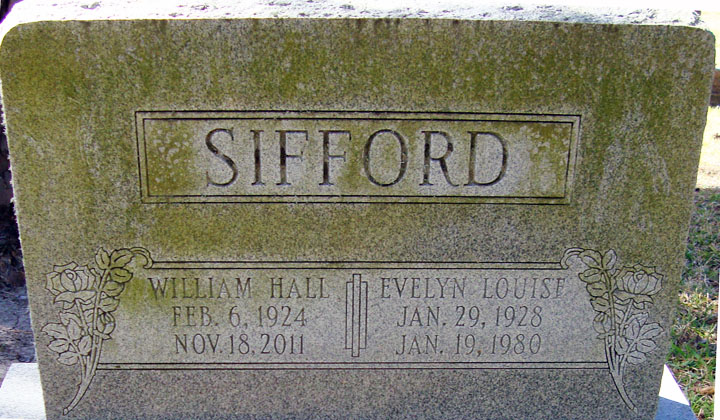 SIFFORD
WILLIAM HALL
FEB. 6, 1924
NOV. 18, 2011
EVELYN LOUISE
JAN. 29, 1928
JAN. 19, 1980